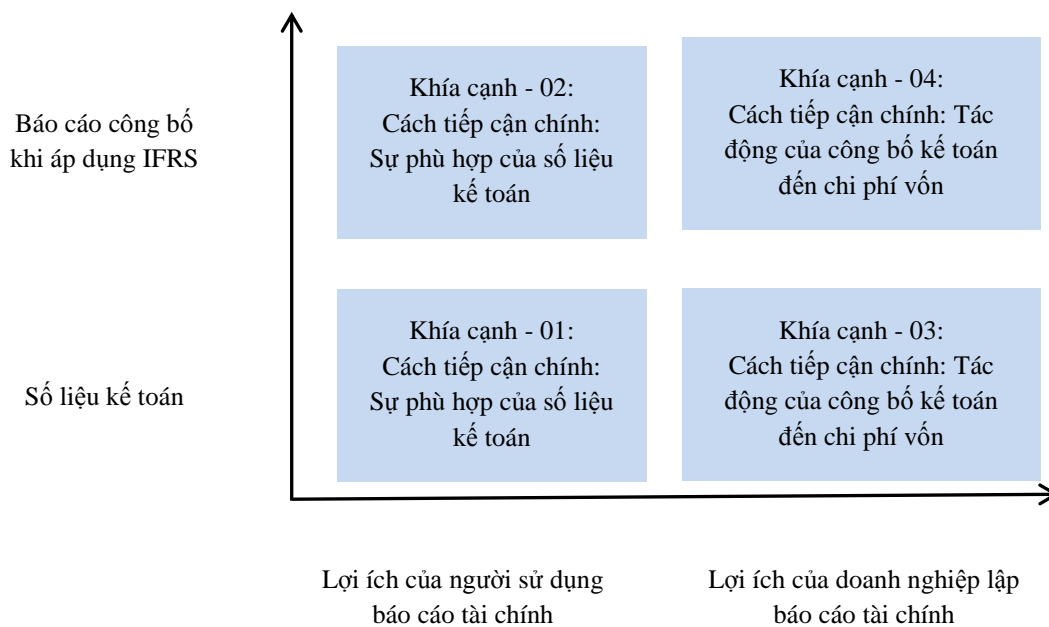 Báo cáo công bố
khi áp dụng IFRS
Khía cạnh - 02:
Cách tiếp cận chính:
Sự phù hợp của số liệu
kế toán
Khía cạnh - 04:
Cách tiếp cận chính: Tác
động của công bố kế toán
đến chi phí vốn
Số liệu kế toán
Khía cạnh - 01:
Cách tiếp cận chính:
Sự phù hợp của số liệu
kế toán
Khía cạnh - 03:
Cách tiếp cận chính: Tác
động của công bố kế toán
đến chi phí vốn
Lợi ích của người sử dụng
báo cáo tài chính
Lợi ích của doanh nghiệp lập
báo cáo tài chính